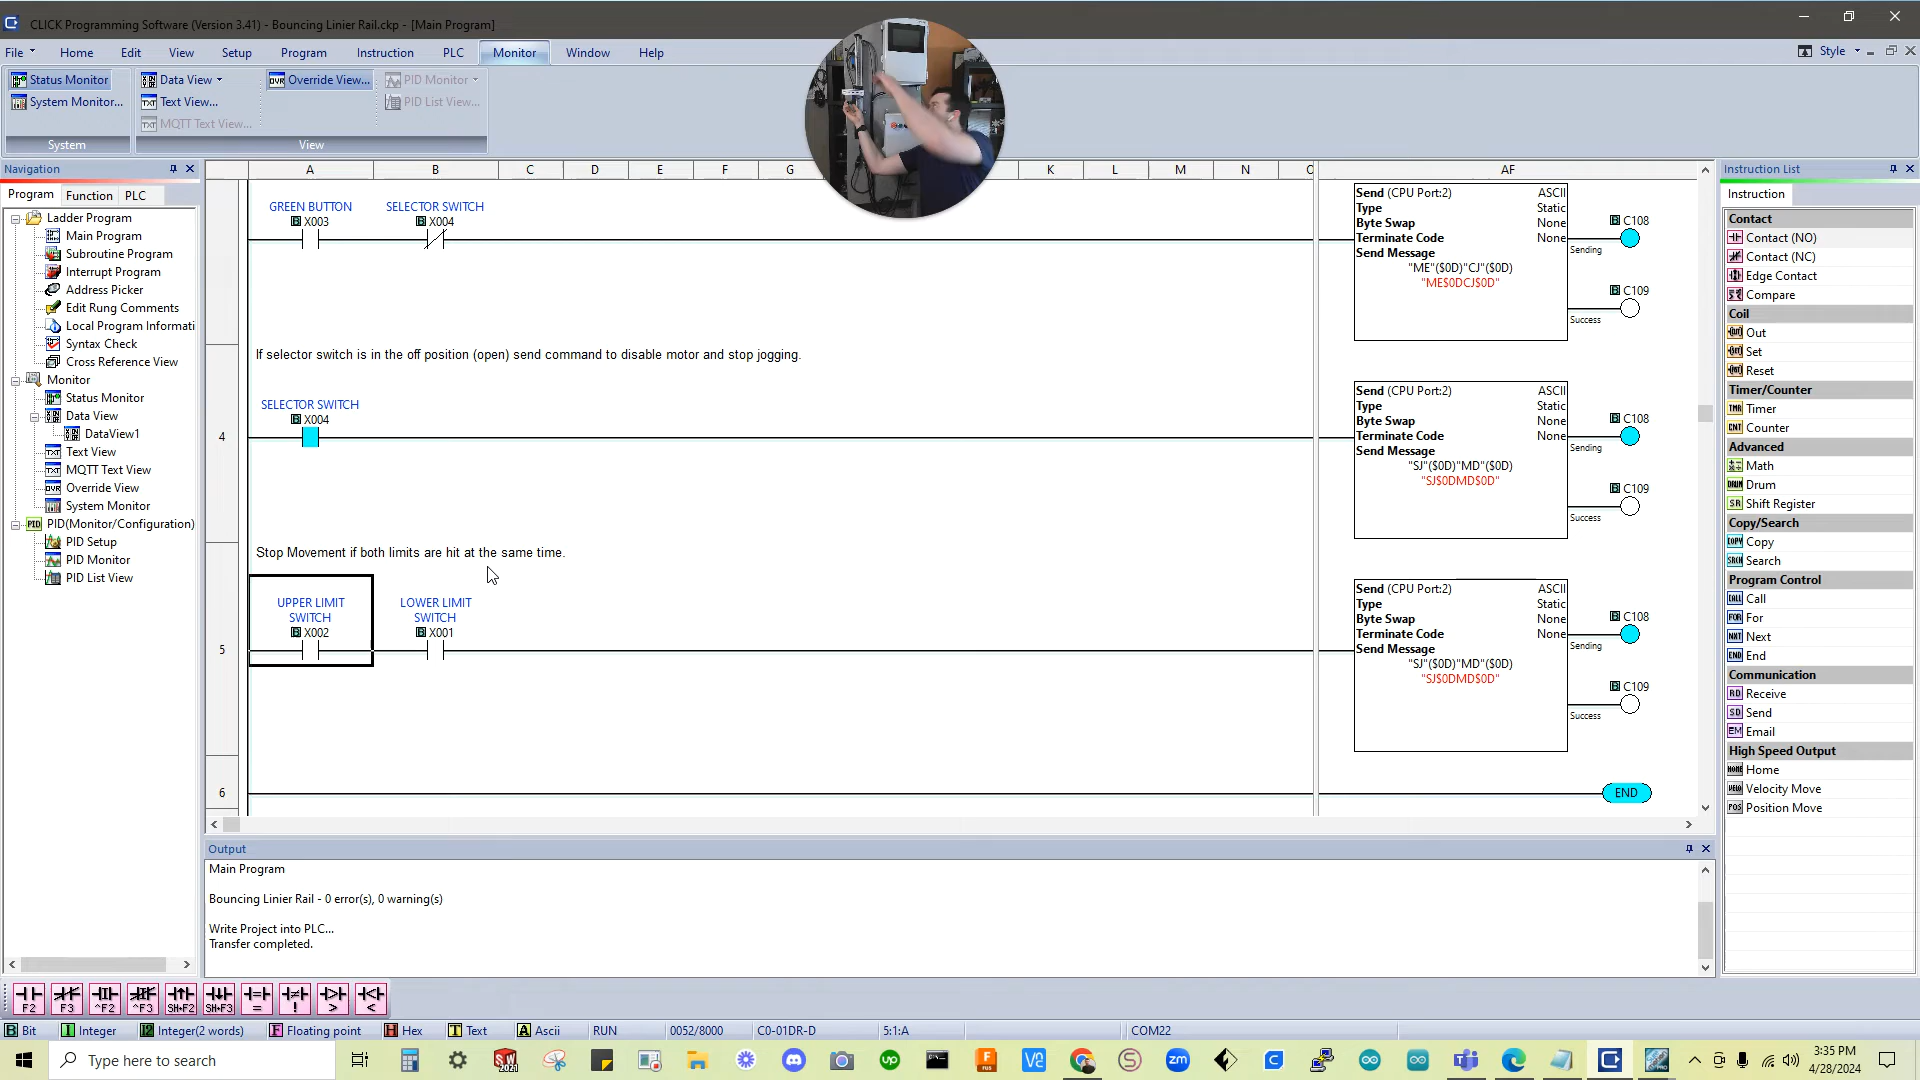 CLICK Programming Software (Version 3.41) - Bouncing Linier Rail.ckp - [Main Program]
File Home Edit View Setup Program Instruction PLC Monitor Window Help Style
Status Monitor Data View Override View... PID Monitor
System Monitor... Text View... PID List View...
MQTT Text View...
System View
Navigation
Program Function PLC
Ladder Program
Main Program
Subroutine Program
Interrupt Program
Address Picker
Edit Rung Comments
Local Program Informati
Syntax Check
Cross Reference View
Monitor
Status Monitor
Data View
DataView1
Text View
MQTT Text View
Override View
System Monitor
PID(Monitor/Configuration)
PID Setup
PID Monitor
PID List View
A B C D E F G K L M N AF
GREEN BUTTON SELECTOR SWITCH
X003 X004
Send (CPU Port:2) ASCII
Type Static
Byte Swap None
Terminate Code None
Send Message
"ME"($0D)"CJ"($0D)
"ME$0DCJ$0D"
C108
Sending
C109
Success
If selector switch is in the off position (open) send command to disable motor and stop jogging.
4
SELECTOR SWITCH
X004
Send (CPU Port:2) ASCII
Type Static
Byte Swap None
Terminate Code None
Send Message
"SJ"($0D)"MD"($0D)
"SJ$0DMD$0D"
C108
Sending
C109
Success
Stop Movement if both limits are hit at the same time.
5
UPPER LIMIT SWITCH
X002
LOWER LIMIT SWITCH
X001
Send (CPU Port:2) ASCII
Type Static
Byte Swap None
Terminate Code None
Send Message
"SJ"($0D)"MD"($0D)
"SJ$0DMD$0D"
C108
Sending
C109
Success
6
END
Output
Main Program
Bouncing Linier Rail - 0 error(s), 0 warning(s)
Write Project into PLC...
Transfer completed.
Instruction List
Instruction
Contact
Contact (NO)
Contact (NC)
Edge Contact
Compare
Coil
Out
Set
Reset
Timer/Counter
Timer
Counter
Advanced
Math
Drum
Shift Register
Copy/Search
Copy
Search
Program Control
Call
For
Next
End
Communication
Receive
Send
Email
High Speed Output
Home
Velocity Move
Position Move
F2 F3 ^F2 ^F3 SH+F2 SH+F3 = ! > <
Bit Integer Integer(2 words) Floating point Hex Text Ascii RUN 0052/8000 C0-01DR-D 5:1:A COM22
Type here to search
3:35 PM
4/28/2024